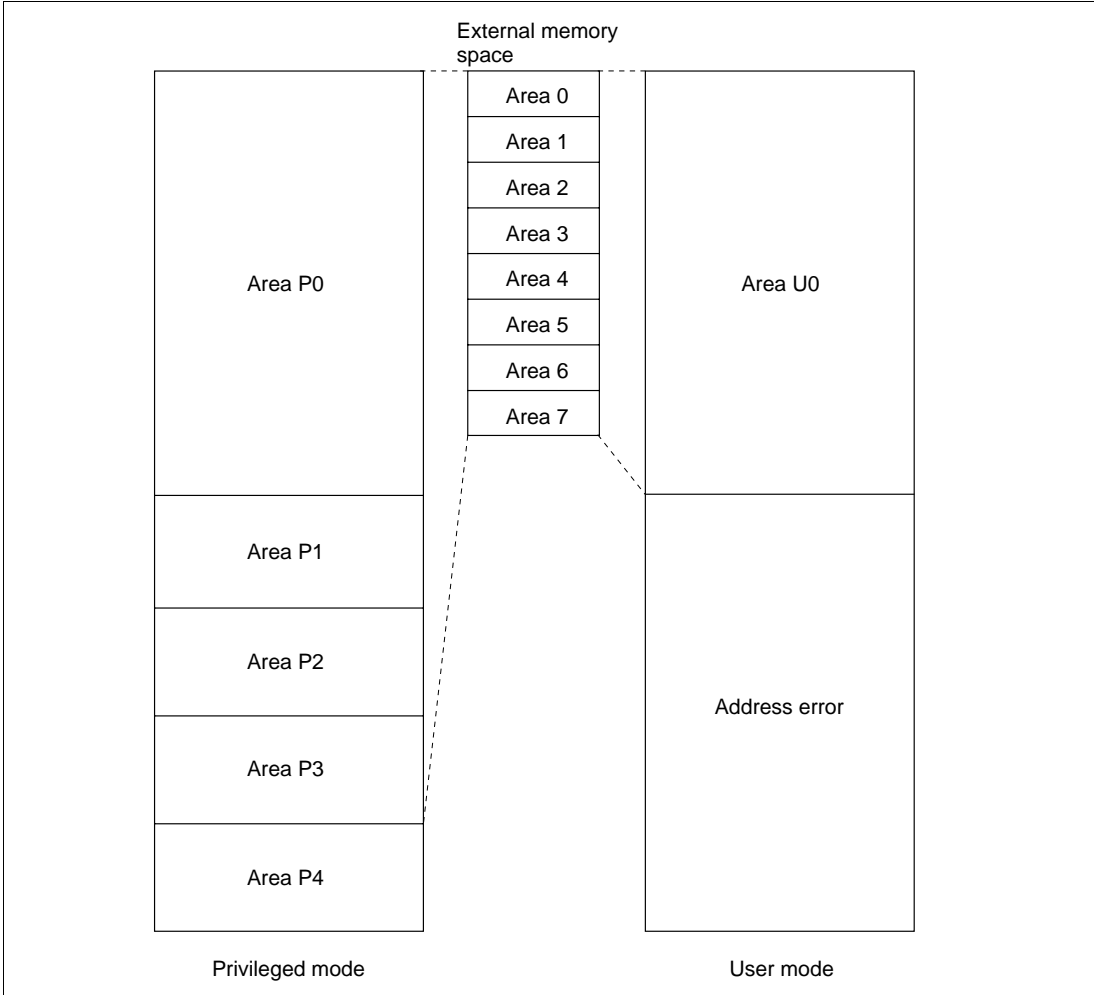 External memory
space
Area 0
Area 1
Area 2
Area 3
Area 4
Area 5
Area 6
Area 7
Area P0
Area U0
Area P1
Area P2
Area P3
Address error
Area P4
Privileged mode
User mode